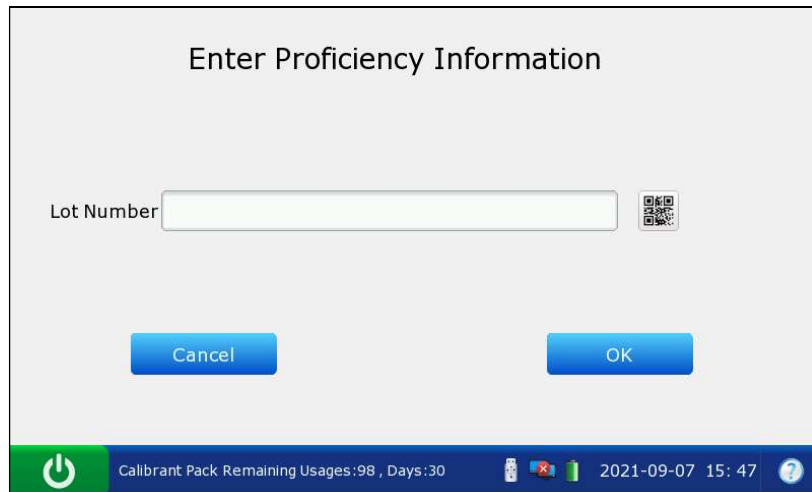 Enter Proficiency Information
Lot Number
Cancel
OK
Calibrant Pack Remaining Usages:98 , Days:30
2021-09-07 15: 47
?